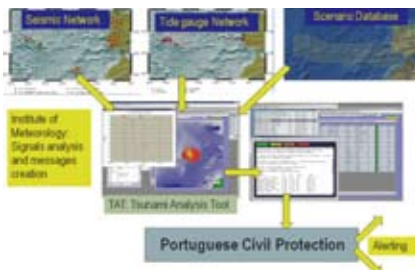 Seismic Network
Tide gauge Network
Scenario Database
Institute of
Meteorology:
Signals analysis
and messages
creation
TAT: Tsunami Analysis Tool
Portuguese Civil Protection
Alerting